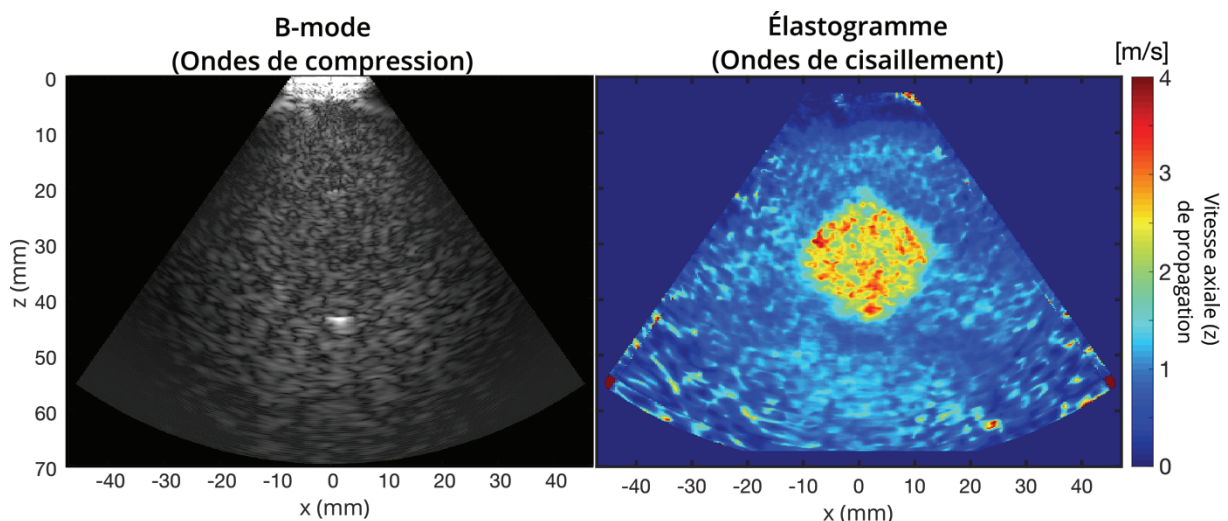 B-mode
(Ondes de compression)
0
10
20
30
40
50
60
70
z (mm)
-40 -30 -20 -10 0 10 20 30 40
x (mm)
Élastogramme
(Ondes de cisaillement)
-40 -30 -20 -10 0 10 20 30 40
x (mm)
[m/s]
4
3
2
1
0
Vitesse axiale (z)
de propagation